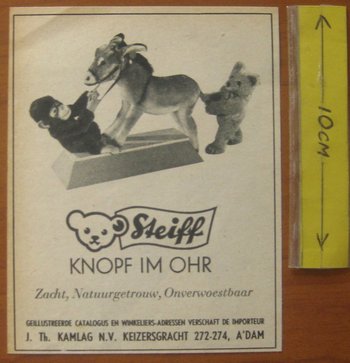 Steiff
KNOPF IM OHR
Zacht, Natuurgetrouw, Onverwoestbaar
GEILLUSTREERDE CATALOGUS EN WINKELIERS-ADRESSEN VERSCHAFT DE IMPORTEUR
J. Th. KAMLAG N.V. KEIZERSGRACHT 272-274, A'DAM
10CM